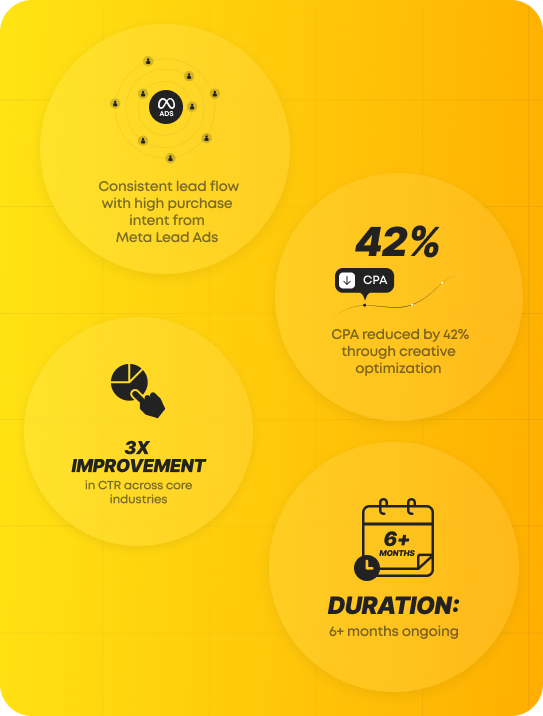 ADS
Consistent lead flow
with high purchase
intent from
Meta Lead Ads
42%
CPA
CPA reduced by 42%
through creative
optimization
3X
IMPROVEMENT
in CTR across core
industries
6+
MONTHS
DURATION:
6+ months ongoing